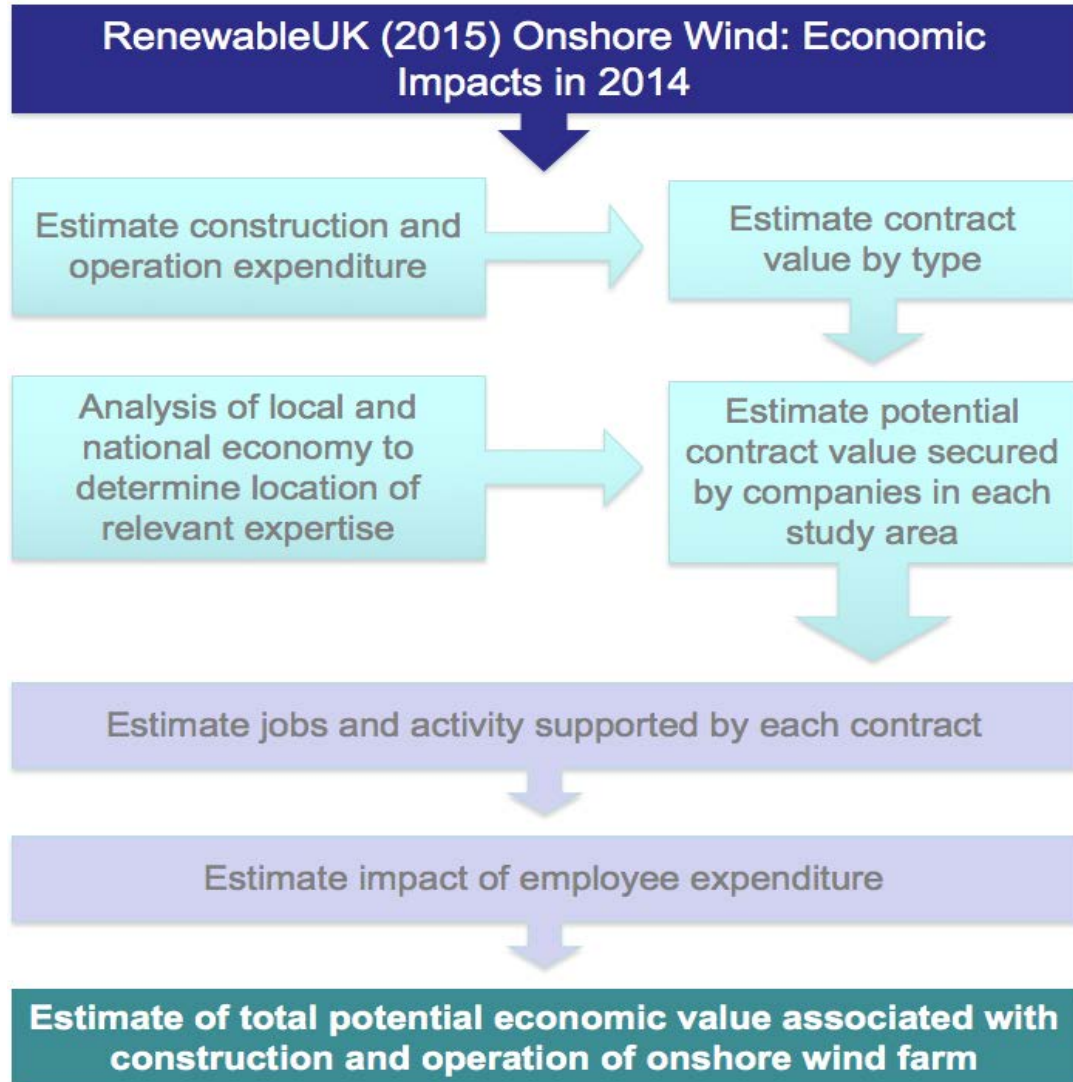 RenewableUK (2015) Onshore Wind: Economic
Impacts in 2014
Estimate construction and
operation expenditure
Estimate contract
value by type
Analysis of local and
national economy to
determine location of
relevant expertise
Estimate potential
contract value secured
by companies in each
study area
Estimate jobs and activity supported by each contract
Estimate impact of employee expenditure
Estimate of total potential economic value associated with
construction and operation of onshore wind farm